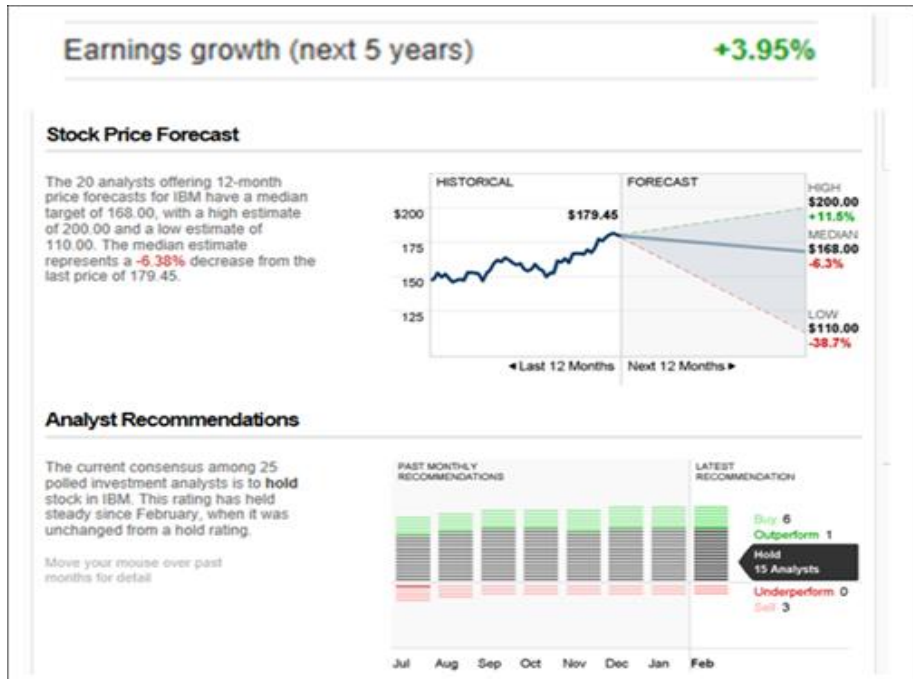 Earnings growth (next 5 years) +3.95%
Stock Price Forecast
The 20 analysts offering 12-month
price forecasts for IBM have a median
target of 168.00, with a high estimate
of 200.00 and a low estimate of
110.00. The median estimate
represents a -6.38% decrease from the
last price of 179.45.
HISTORICAL
FORECAST
$200
175
150
125
$179.45
HIGH
$200.00
+11.5%
MEDIAN
$168.00
-6.3%
LOW
$110.00
-38.7%
◄Last 12 Months
Next 12 Months►
Analyst Recommendations
The current consensus among 25
polled investment analysts is to hold
stock in IBM. This rating has held
steady since February, when it was
unchanged from a hold rating.
Move your mouse over past
months for detail
PAST MONTHLY
RECOMMENDATIONS
LATEST
RECOMMENDATION
Buy 6
Outperform 1
Hold
15 Analysts
Underperform 0
Sell 3
Jul Aug Sep Oct Nov Dec Jan Feb